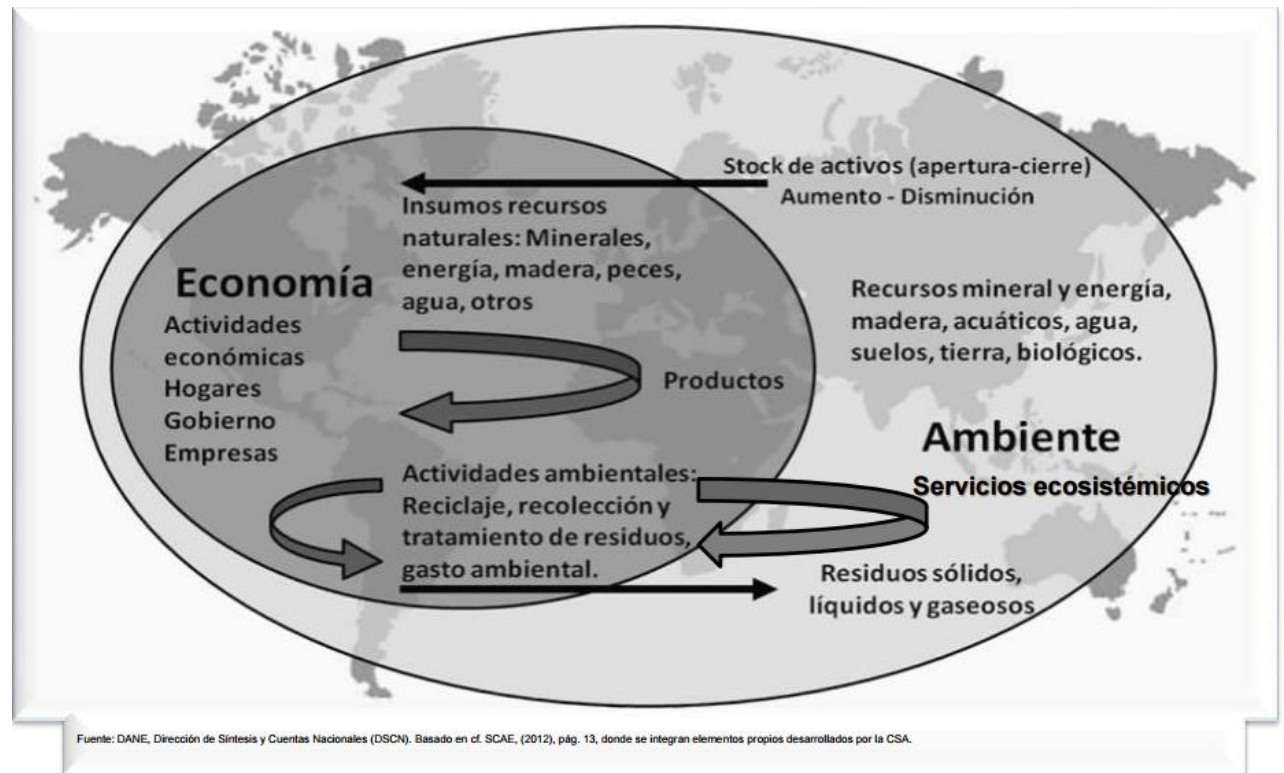 Stock de activos (apertura-cierre)
Aumento - Disminución
Insumos recursos
naturales: Minerales,
energía, madera, peces,
agua, otros
Economía
Actividades
económicas
Hogares
Gobierno
Empresas
Recursos mineral y energía,
madera, acuáticos, agua,
suelos, tierra, biológicos.
Productos
Ambiente
Servicios ecosistémicos
Actividades ambientales:
Reciclaje, recolección y
tratamiento de residuos,
gasto ambiental.
Residuos sólidos,
líquidos y gaseosos
Fuente: DANE, Dirección de Síntesis y Cuentas Nacionales (DSCN). Basado en cf. SCAE, (2012), pág. 13, donde se integran elementos propios desarrollados por la CSA.